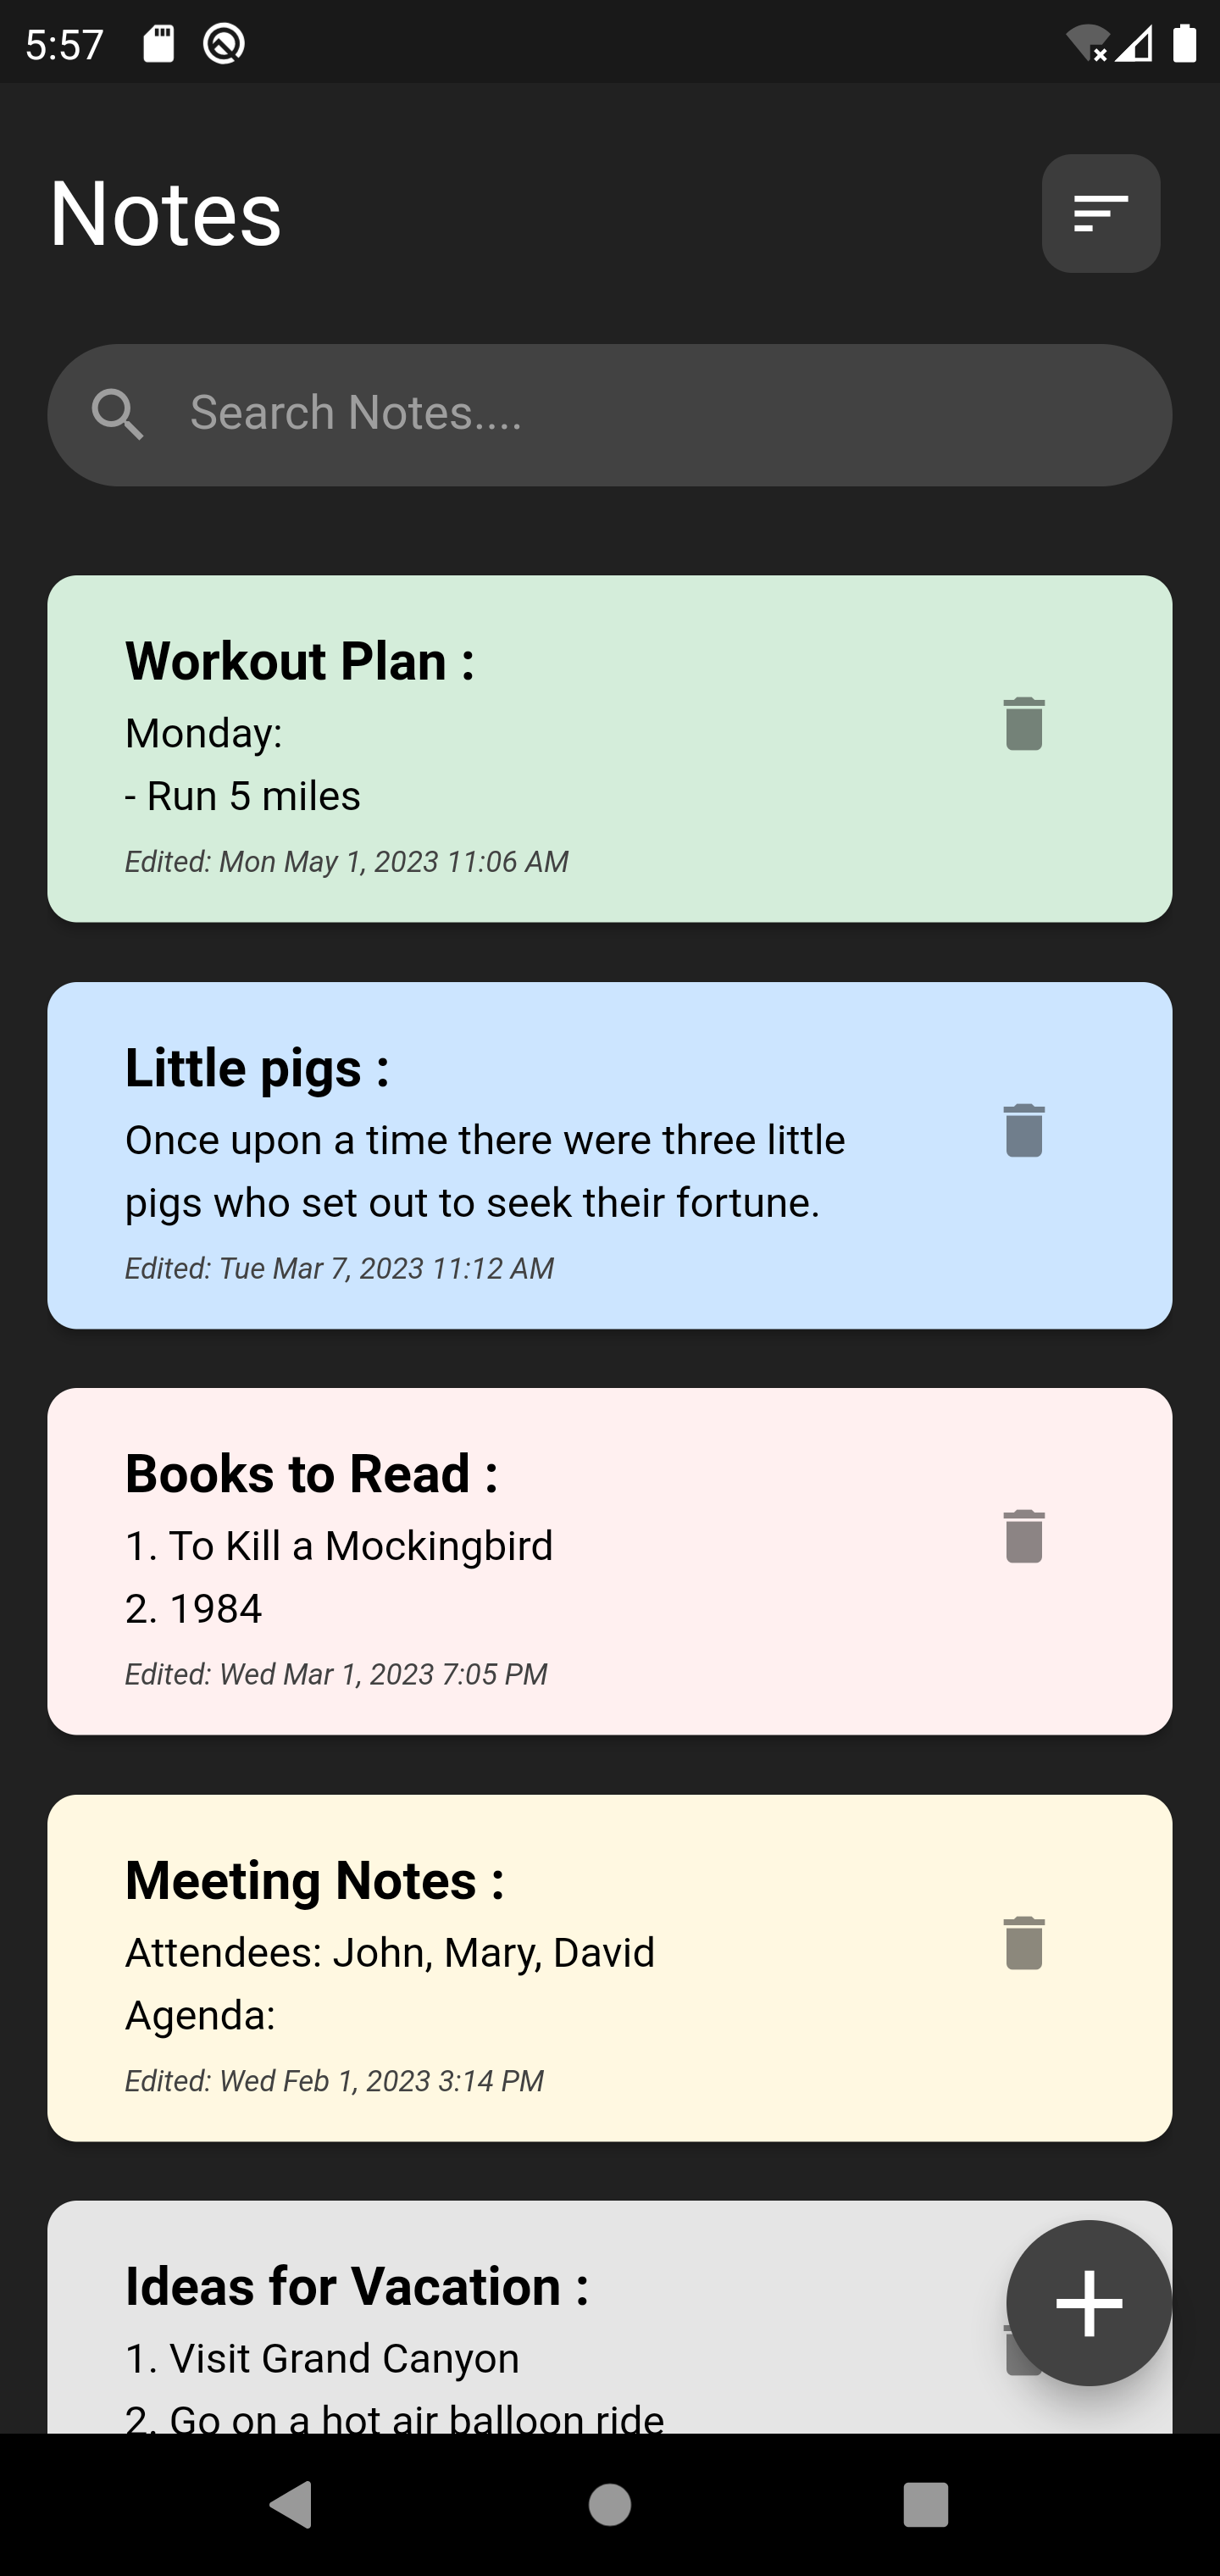 5:57
Notes
Search Notes....
Workout Plan :
Monday:
- Run 5 miles
Edited: Mon May 1, 2023 11:06 AM
Little pigs :
Once upon a time there were three little
pigs who set out to seek their fortune.
Edited: Tue Mar 7, 2023 11:12 AM
Books to Read :
1. To Kill a Mockingbird
2. 1984
Edited: Wed Mar 1, 2023 7:05 PM
Meeting Notes :
Attendees: John, Mary, David
Agenda:
Edited: Wed Feb 1, 2023 3:14 PM
Ideas for Vacation :
1. Visit Grand Canyon
2. Go on a hot air balloon ride